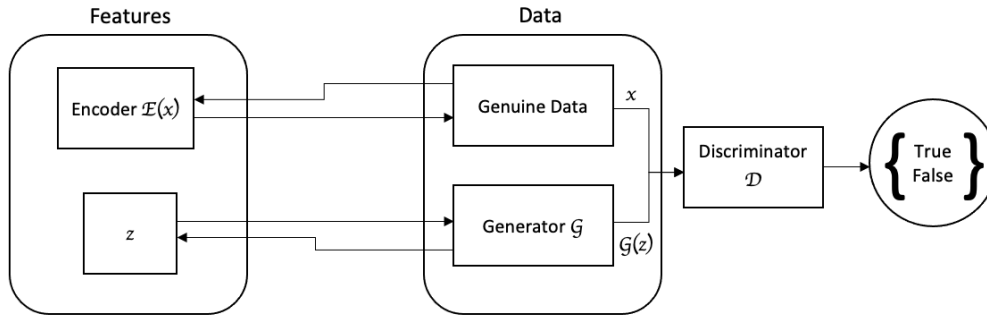 Features
Data
Encoder ℰ(x)
Genuine Data
x
z
Generator 𝒢
𝒢(z)
Discriminator
𝒟
{ True
False }